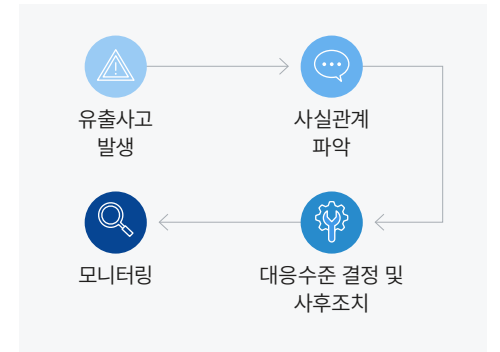 유출사고
발생
사실관계
파악
대응수준 결정 및
사후조치
모니터링